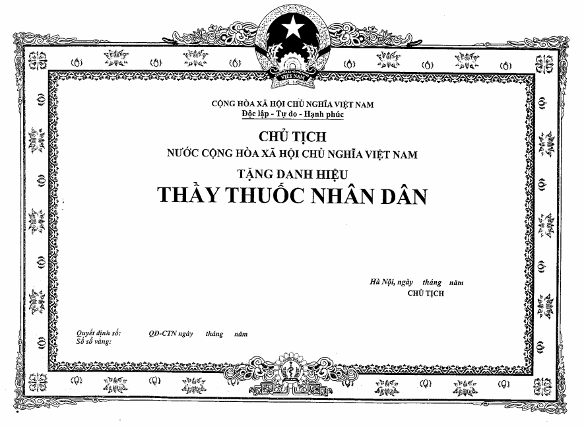 VIỆT NAM
CỘNG HÒA XÃ HỘI CHỦ NGHĨA VIỆT NAM
Độc lập - Tự do - Hạnh phúc
CHỦ TỊCH
NƯỚC CỘNG HÒA XÃ HỘI CHỦ NGHĨA VIỆT NAM
TẶNG DANH HIỆU
THẦY THUỐC NHÂN DÂN
Hà Nội, ngày tháng năm
CHỦ TỊCH
Quyết định số: QĐ-CTN ngày tháng năm
Số sổ vàng: